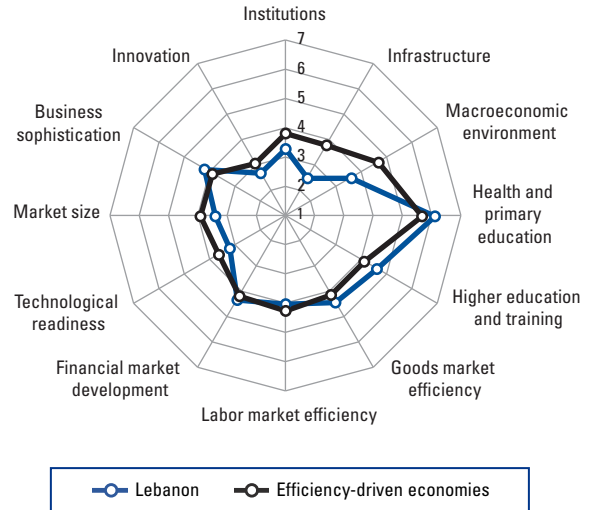 Institutions
7
6
5
4
3
2
1
Infrastructure
Macroeconomic
environment
Health and
primary
education
Higher education
and training
Goods market
efficiency
Labor market efficiency
Financial market
development
Technological
readiness
Market size
Business
sophistication
Innovation
Lebanon
Efficiency-driven economies